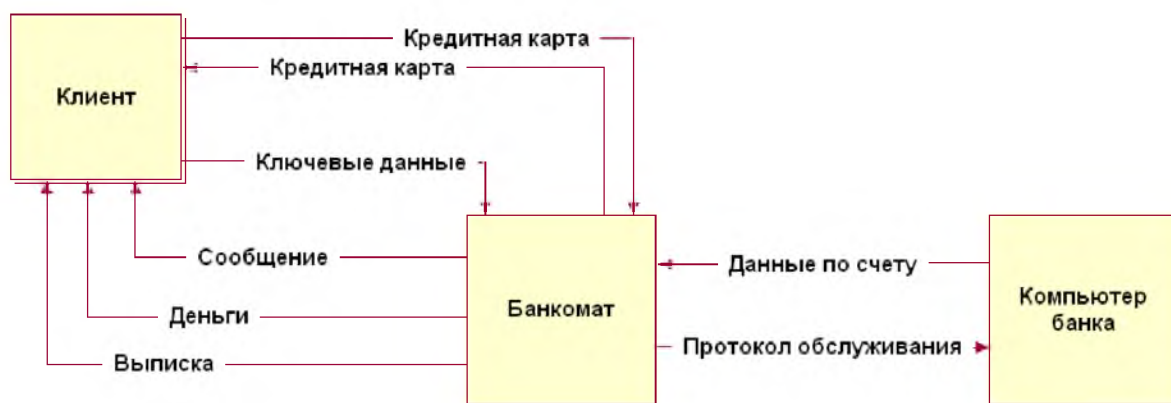 Кредитная карта
Кредитная карта
Клиент
Ключевые данные
Сообщение
Данные по счету
Деньги
Банкомат
Компьютер
банка
Протокол обслуживания
Выписка